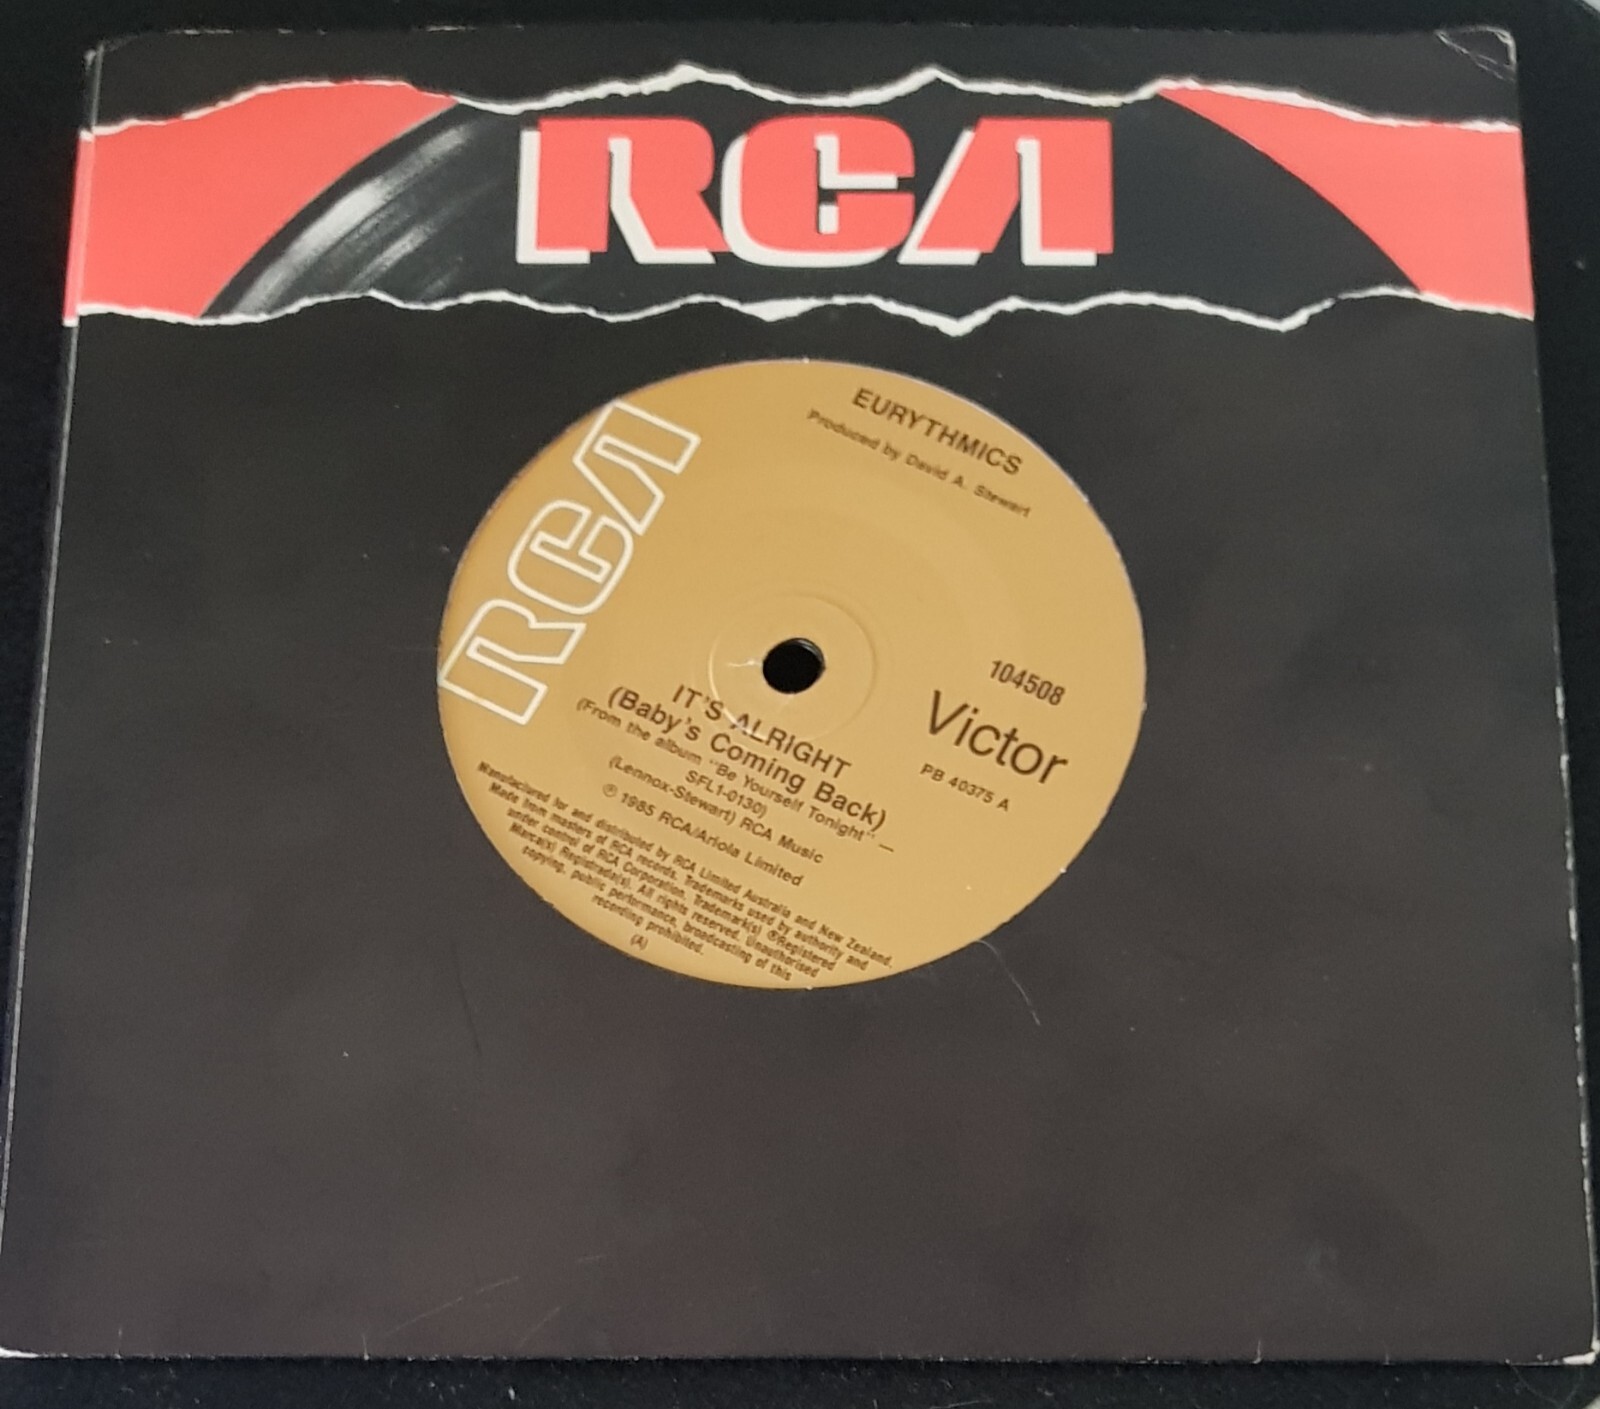 RCA
EURYTHMICS
Produced by David A. Stewart
RCA
104508
Victor
PB 40375 A
IT'S ALRIGHT
(Baby's Coming Back)
(From the album "Be Yourself Tonight" —
SFL1-0130)
(Lennox-Stewart) RCA Music
℗ 1985 RCA/Ariola Limited
Manufactured for and distributed by RCA Limited Australia and New Zealand.
Made from masters of RCA records. Trademarks used by authority and
under control of RCA Corporation. Trademark(s) ®Registered
Marca(s) Registrada(s). All rights reserved. Unauthorised
copying, public performance, broadcasting of this
recording prohibited.
(A)